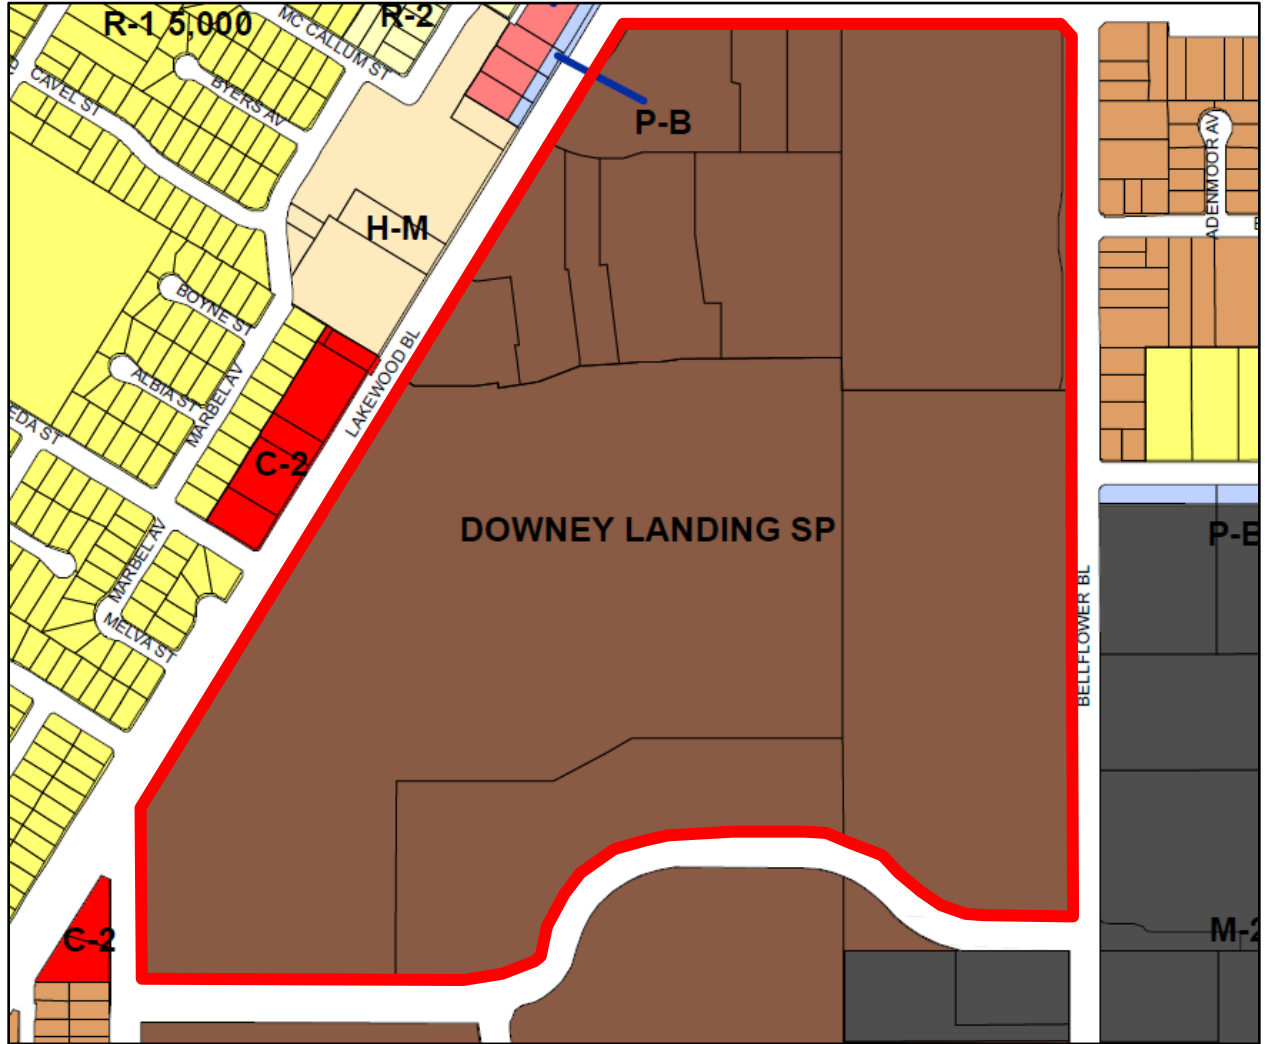 R-1 5,000
R-2
MC CALLUM ST
CAVEL ST
BYERS AV
P-B
ADENMOOR AV
H-M
BOYNE ST
LAKEWOOD BL
ALBIA ST
MARBEL AV
EDA ST
C-2
DOWNEY LANDING SP
P-B
MARBEL AV
BELLFLOWER BL
MELVA ST
C-2
M-2